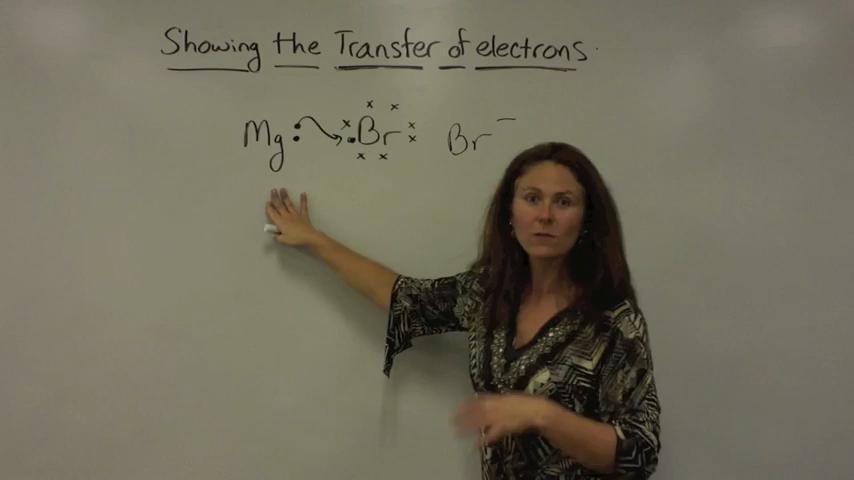 Showing the Transfer of electrons.
Mg Br Br⁻